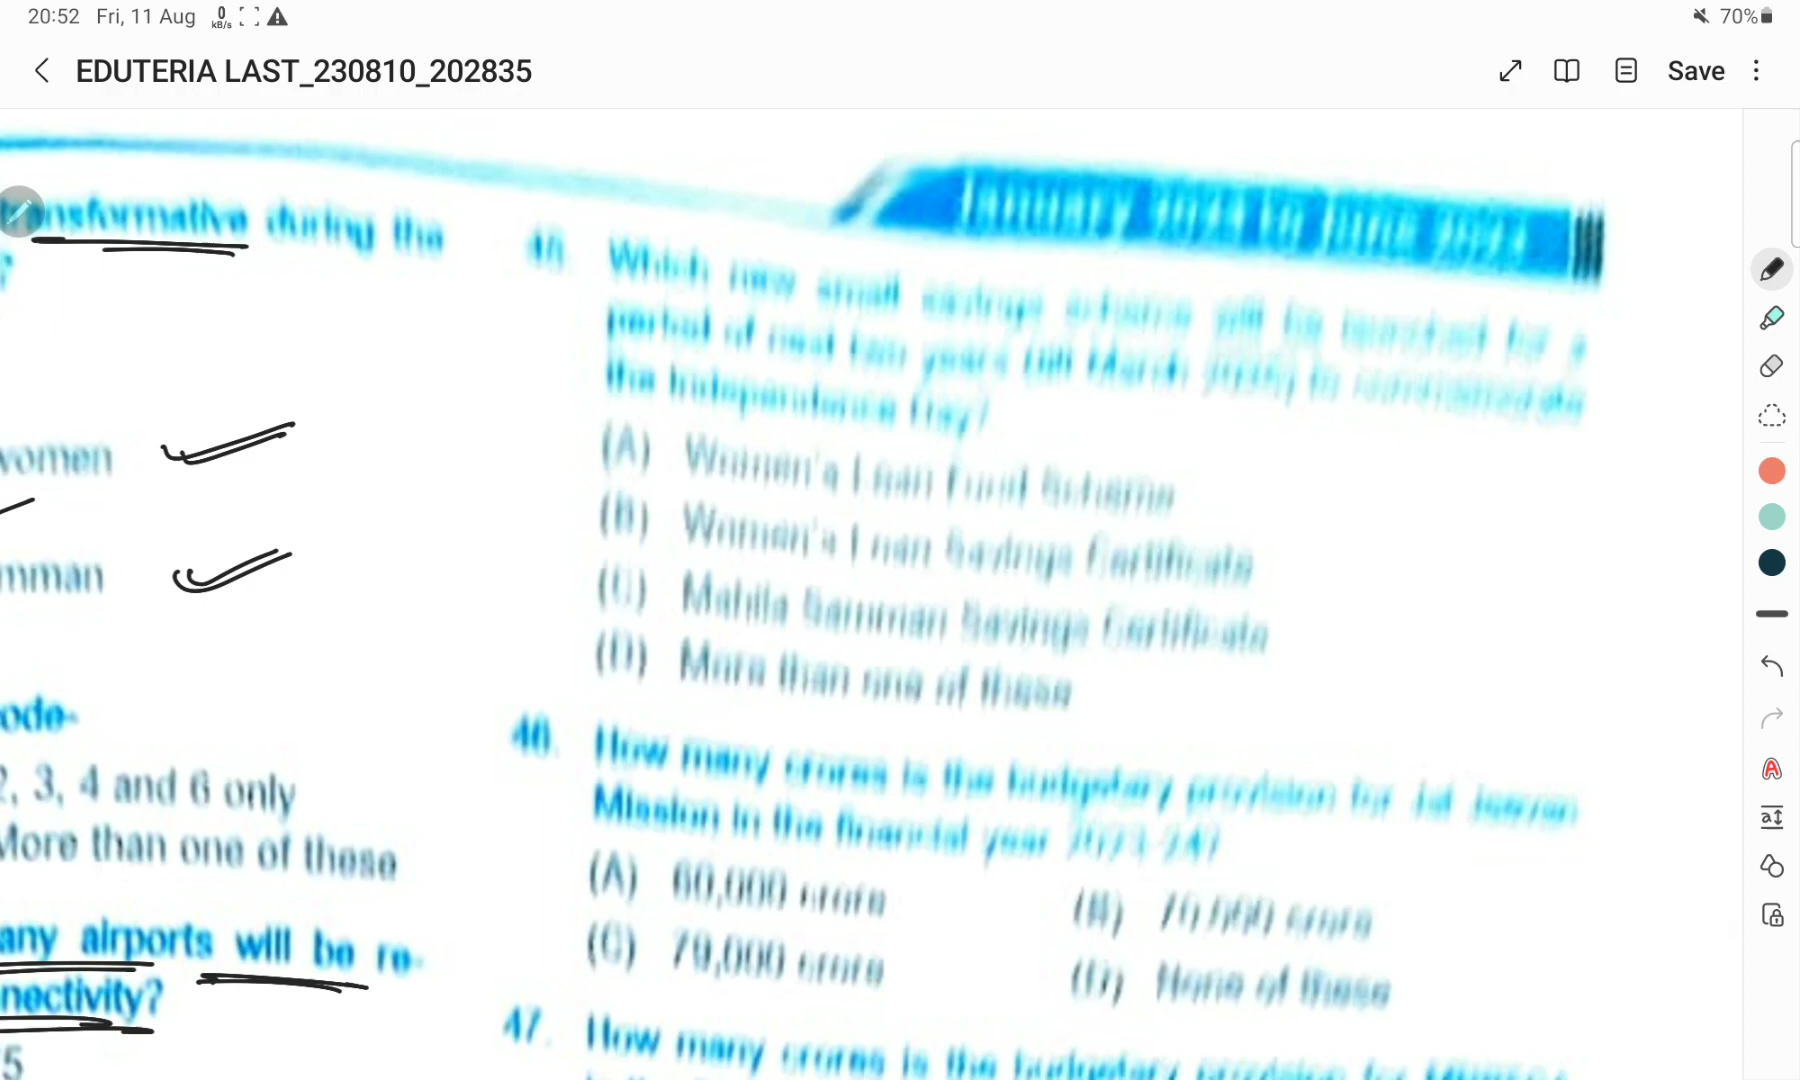 20:52 Fri, 11 Aug 0 kB/s 70%
EDUTERIA LAST_230810_202835 Save
nsformative during the
?
women
mman
ode-
2, 3, 4 and 6 only
More than one of these
any airports will be re-
nectivity?
5
45. Which new small savings scheme will be launched for a
period of next two years (till March 2025) to commemorate
the Independence Day?
(A) Women's Loan Fund Scheme
(B) Women's Loan Savings Certificate
(C) Mahila Samman Savings Certificate
(D) More than one of these
46. How many crores is the budgetary provision for Jal Jeevan
Mission in the financial year 2023-24?
(A) 60,000 crore (B) 70,000 crore
(C) 79,000 crore (D) None of these
47. How many crores is the budgetary provision for